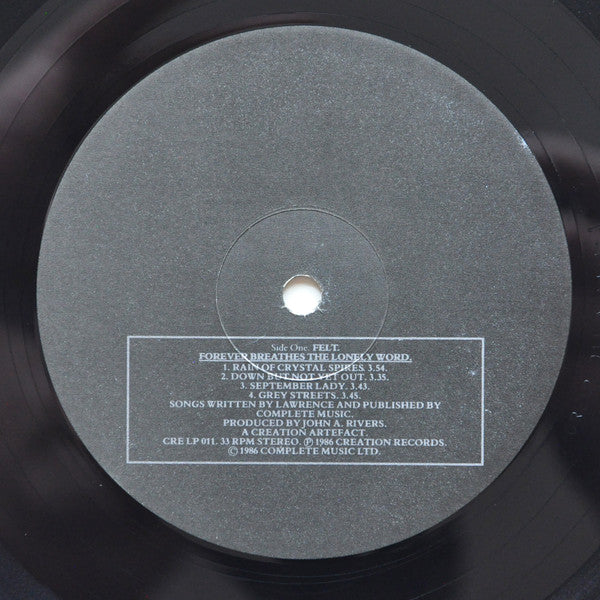 Side One. FELT.
FOREVER BREATHES THE LONELY WORD.
1. RAIN OF CRYSTAL SPIRES. 3.54.
2. DOWN BUT NOT YET OUT. 3.35.
3. SEPTEMBER LADY. 3.43.
4. GREY STREETS. 3.45.
SONGS WRITTEN BY LAWRENCE AND PUBLISHED BY
COMPLETE MUSIC.
PRODUCED BY JOHN A. RIVERS.
A CREATION ARTEFACT.
CRE LP 011. 33 RPM STEREO. ℗ 1986 CREATION RECORDS.
© 1986 COMPLETE MUSIC LTD.